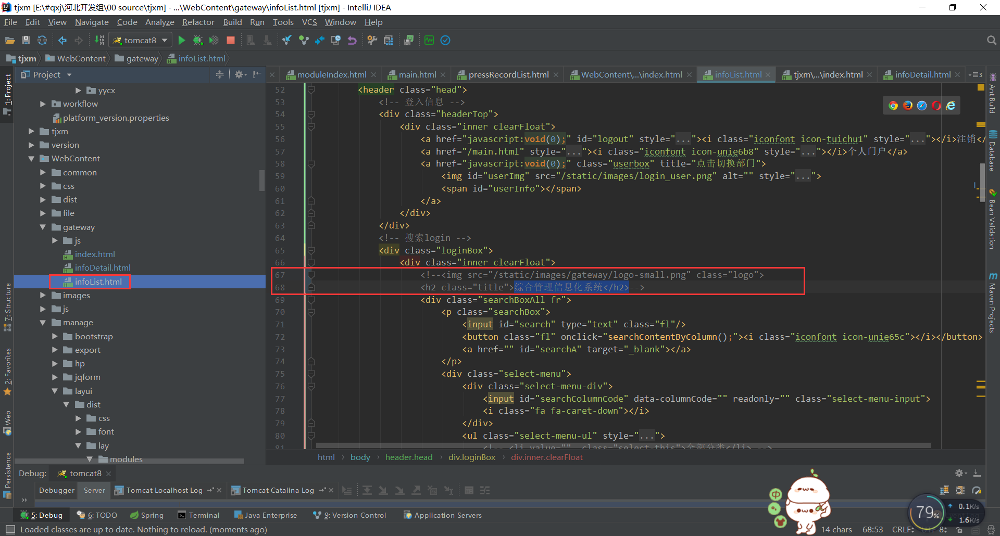 tjxm [E:\#qxj\河北开发组\00 source\tjxm] - ...\WebContent\gateway\infoList.html [tjxm] - IntelliJ IDEA
File Edit View Navigate Code Analyze Refactor Build Run Tools VCS Window Help
tomcat8
tjxm WebContent gateway infoList.html
Project
moduleIndex.html main.html pressRecordList.html WebContent\...\index.html infoList.html tjxm\...\index.html infoDetail.html 3
1: Project
7: Structure
2: Favorites
Web
Persistence
yycx
workflow
platform_version.properties
tjxm
version
WebContent
common
css
dist
file
gateway
js
index.html
infoDetail.html
infoList.html
images
js
manage
bootstrap
export
hp
jqform
layui
dist
css
font
lay
modules
52 <header class="head">
53 <!-- 登入信息 -->
54 <div class="headerTop">
55 <div class="inner clearFloat">
56 <a href="javascript:void(0);" id="logout" style="..."><i class="iconfont icon-tuichu1" style="..."></i>注销</
57 <a href="/main.html" style="..."><i class="iconfont icon-unie6b8" style="..."></i>个人门户</a>
58 <a href="javascript:void(0);" class="userbox" title="点击切换部门">
59 <img id="userImg" src="/static/images/login_user.png" alt="" style="...">
60 <span id="userInfo"></span>
61 </a>
62 </div>
63 </div>
64 <!-- 搜索login -->
65 <div class="loginBox">
66 <div class="inner clearFloat">
67 <!--<img src="/static/images/gateway/logo-small.png" class="logo">
68 <h2 class="title">综合管理信息化系统</h2>-->
69 <div class="searchBoxAll fr">
70 <p class="searchBox">
71 <input id="search" type="text" class="fl"/>
72 <button class="fl" onclick="searchContentByColumn();"><i class="iconfont icon-unie65c"></i></button>
73 <a href="" id="searchA" target="_blank"></a>
74 </p>
75 <div class="select-menu">
76 <div class="select-menu-div">
77 <input id="searchColumnCode" data-columnCode="" readonly="" class="select-menu-input">
78 <i class="fa fa-caret-down"></i>
79 </div>
80 <ul class="select-menu-ul" style="...">
81 <!-- <li value="" class="select-this">全部分类</li> -->
Ant Build
Database
Bean Validation
Maven Projects
html body header.head div.loginBox div.inner.clearFloat
Debug: tomcat8
Debugger Server Tomcat Localhost Log Tomcat Catalina Log
5: Debug 6: TODO Spring Terminal Java Enterprise 9: Version Control Application Servers
中
79% 0.1K/s
1.6K/s
Loaded classes are up to date. Nothing to reload. (moments ago) 14 chars 68:53 CRLF